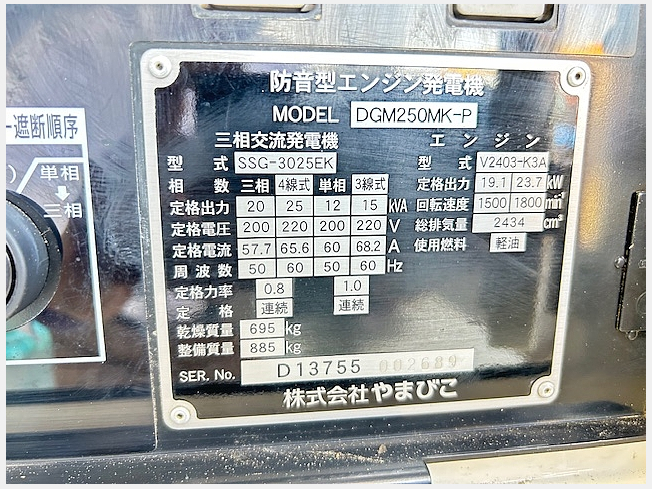 防音型エンジン発電機
MODEL DGM250MK-P
三相交流発電機 エンジン
型式 SSG-3025EK 型式 V2403-K3A
相数 三相 4線式 単相 3線式 定格出力 19.1 23.7 kW
定格出力 20 25 12 15 kVA 回転速度 1500 1800 min⁻¹
定格電圧 200 220 200 220 V 総排気量 2434 cm³
定格電流 57.7 65.6 60 68.2 A 使用燃料 軽油
周波数 50 60 50 60 Hz
定格力率 0.8 1.0
定格 連続 連続
乾燥質量 695 kg
整備質量 885 kg
SER. No. D13755 002689
株式会社やまびこ
遮断順序
単相
三相